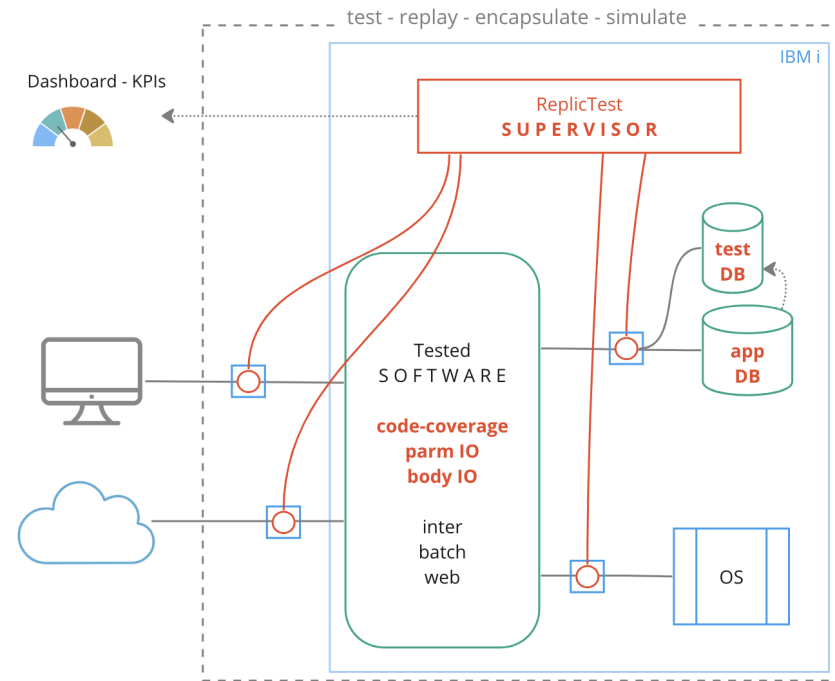 test - replay - encapsulate - simulate
IBM i
Dashboard - KPIs
ReplicTest
SUPERVISOR
test
DB
app
DB
Tested
SOFTWARE
code-coverage
parm IO
body IO
inter
batch
web
OS